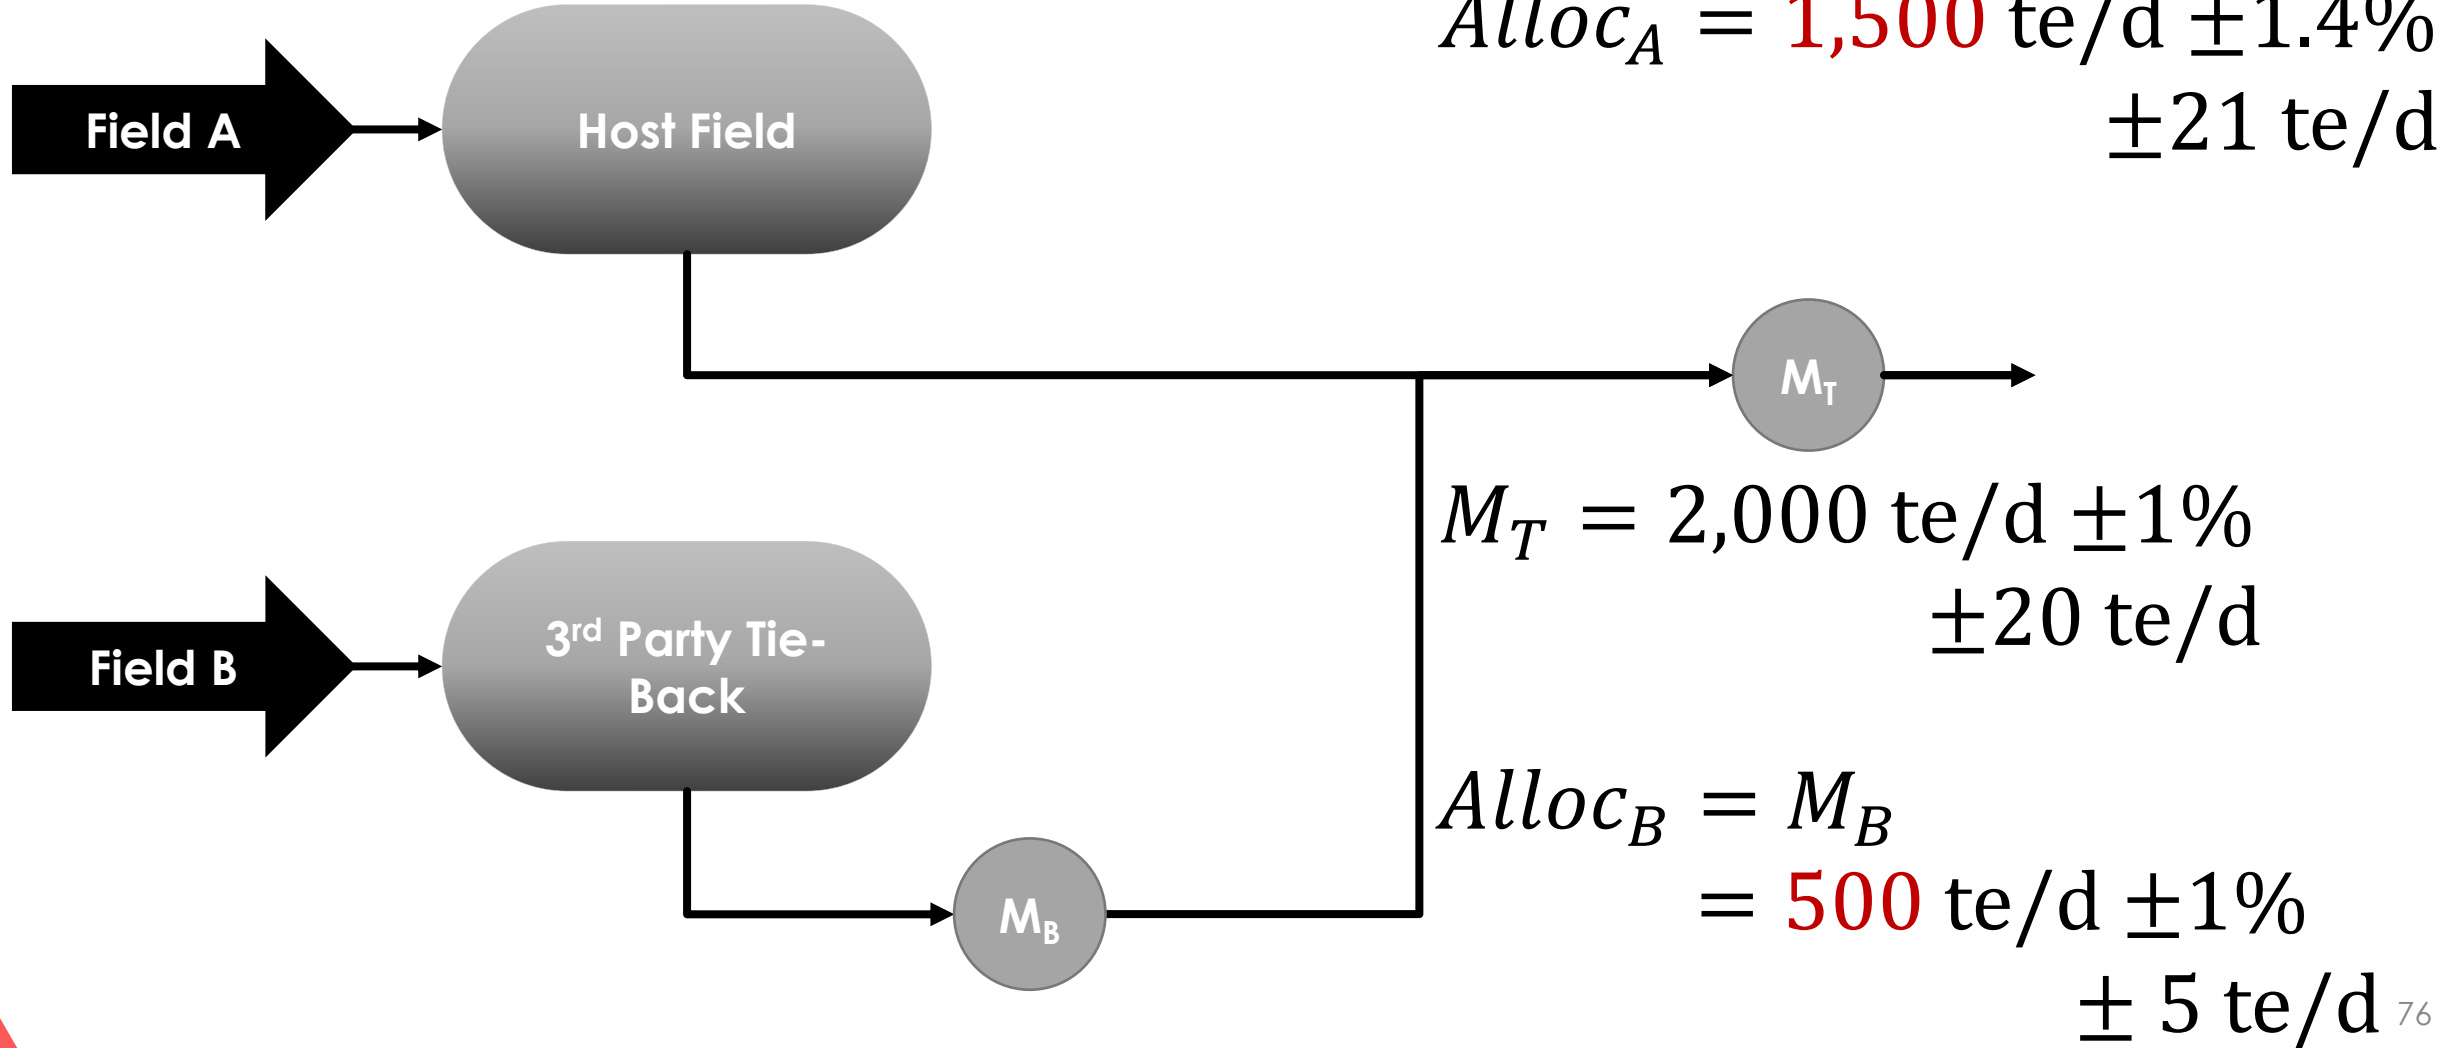 Alloc_A = 1,500 te/d ±1.4%
±21 te/d
Field A
Host Field
M_T
M_T = 2,000 te/d ±1%
±20 te/d
Field B
3rd Party Tie-
Back
Alloc_B = M_B
= 500 te/d ±1%
± 5 te/d
M_B
76